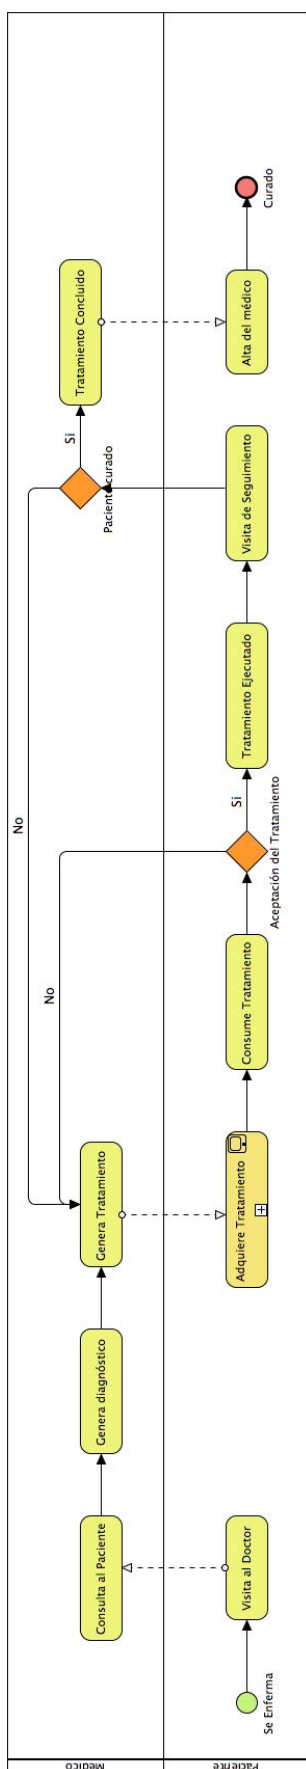 Médico
Consulta al Paciente
Genera diagnóstico
Genera Tratamiento
No
No
Paciente curado
Si
Tratamiento Concluido
Paciente
Se Enferma
Visita al Doctor
Adquiere Tratamiento
Consume Tratamiento
Aceptación del Tratamiento
Si
Tratamiento Ejecutado
Visita de Seguimiento
Alta del médico
Curado